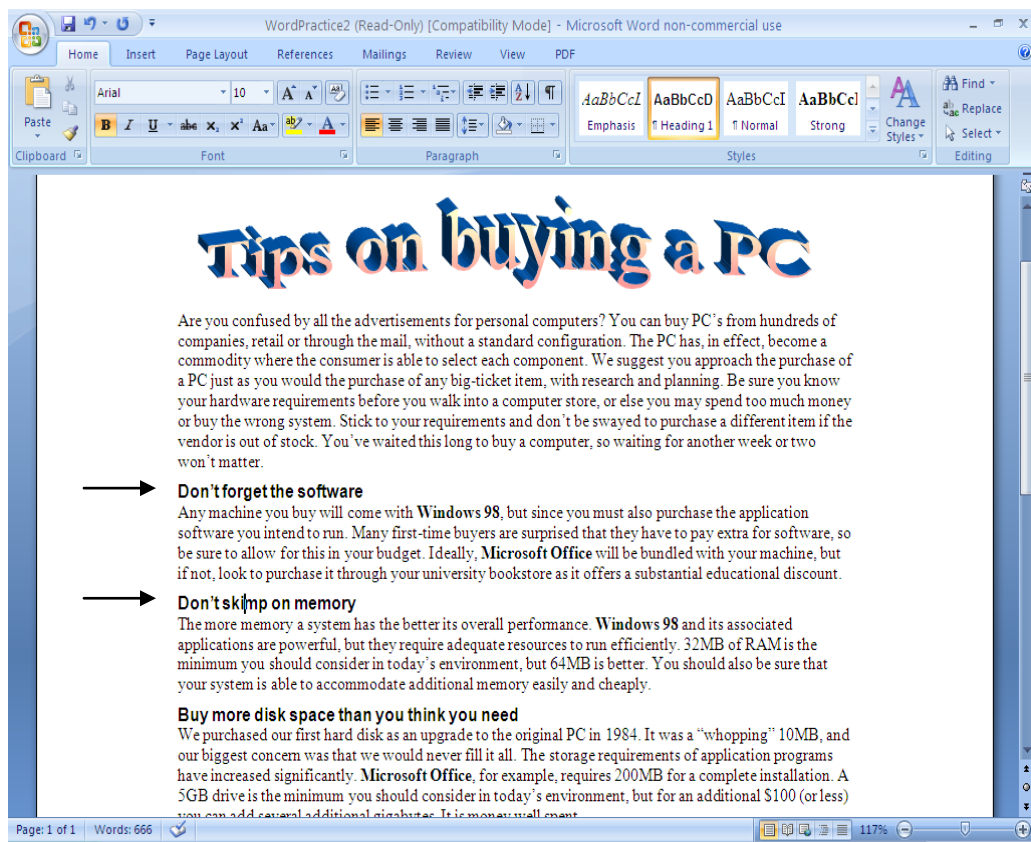 WordPractice2 (Read-Only) [Compatibility Mode] - Microsoft Word non-commercial use
Home Insert Page Layout References Mailings Review View PDF
Paste
Arial 10
AaBbCcI AaBbCcD AaBbCcI AaBbCcl
Emphasis ¶ Heading 1 ¶ Normal Strong
Change Styles
Find
Replace
Select
Clipboard Font Paragraph Styles Editing
Tips on buying a PC
Are you confused by all the advertisements for personal computers? You can buy PC's from hundreds of
companies, retail or through the mail, without a standard configuration. The PC has, in effect, become a
commodity where the consumer is able to select each component. We suggest you approach the purchase of
a PC just as you would the purchase of any big-ticket item, with research and planning. Be sure you know
your hardware requirements before you walk into a computer store, or else you may spend too much money
or buy the wrong system. Stick to your requirements and don't be swayed to purchase a different item if the
vendor is out of stock. You've waited this long to buy a computer, so waiting for another week or two
won't matter.
Don't forget the software
Any machine you buy will come with Windows 98, but since you must also purchase the application
software you intend to run. Many first-time buyers are surprised that they have to pay extra for software, so
be sure to allow for this in your budget. Ideally, Microsoft Office will be bundled with your machine, but
if not, look to purchase it through your university bookstore as it offers a substantial educational discount.
Don't skimp on memory
The more memory a system has the better its overall performance. Windows 98 and its associated
applications are powerful, but they require adequate resources to run efficiently. 32MB of RAM is the
minimum you should consider in today's environment, but 64MB is better. You should also be sure that
your system is able to accommodate additional memory easily and cheaply.
Buy more disk space than you think you need
We purchased our first hard disk as an upgrade to the original PC in 1984. It was a "whopping" 10MB, and
our biggest concern was that we would never fill it all. The storage requirements of application programs
have increased significantly. Microsoft Office, for example, requires 200MB for a complete installation. A
5GB drive is the minimum you should consider in today's environment, but for an additional $100 (or less)
you can add several additional gigabytes. It is money well spent.
Page: 1 of 1 Words: 666 117%